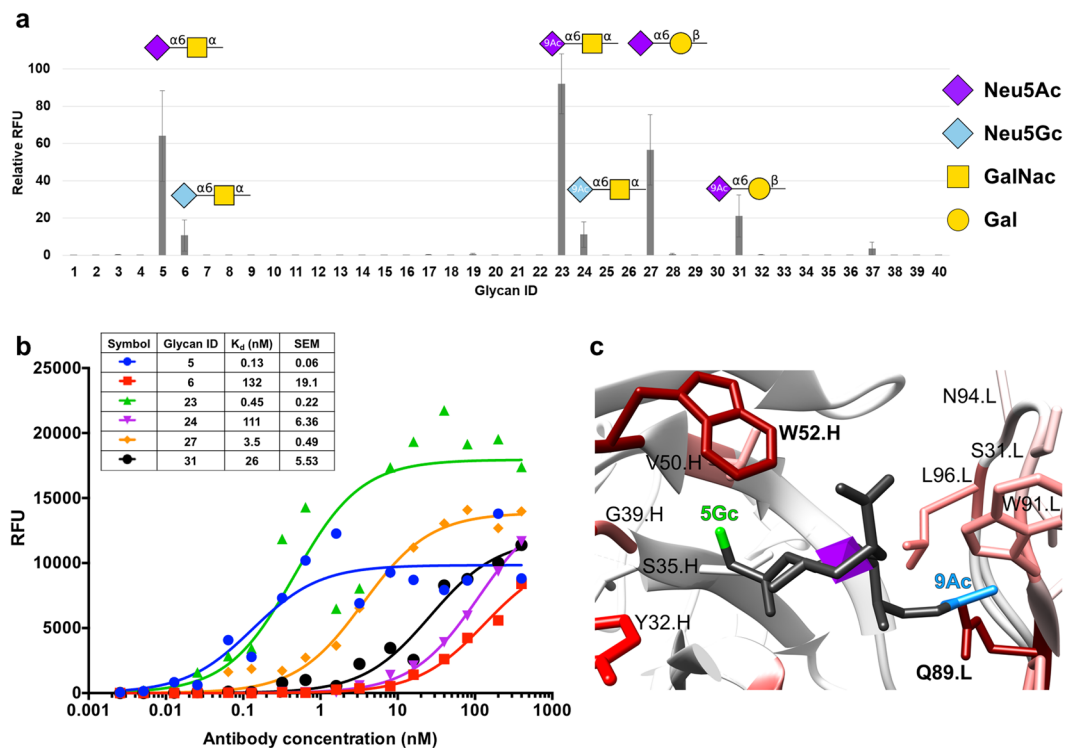 a
α6 α
9Ac α6 α
α6 β
α6 α
9Ac α6 α
9Ac α6 β
Relative RFU
100
80
60
40
20
0
1 2 3 4 5 6 7 8 9 10 11 12 13 14 15 16 17 18 19 20 21 22 23 24 25 26 27 28 29 30 31 32 33 34 35 36 37 38 39 40
Glycan ID
Neu5Ac
Neu5Gc
GalNac
Gal
b
Symbol Glycan ID Kd (nM) SEM
5 0.13 0.06
6 132 19.1
23 0.45 0.22
24 111 6.36
27 3.5 0.49
31 26 5.53
RFU
25000
20000
15000
10000
5000
0
0.001 0.01 0.1 1 10 100 1000
Antibody concentration (nM)
c
N94.L
W52.H
S31.L
V50.H
L96.L
W91.L
5Gc
G39.H
S35.H
9Ac
Y32.H
Q89.L